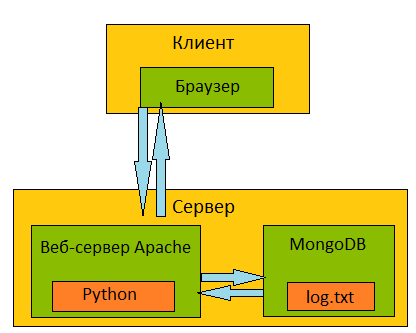 Клиент
Браузер
Сервер
Веб-сервер Apache
MongoDB
Python
log.txt